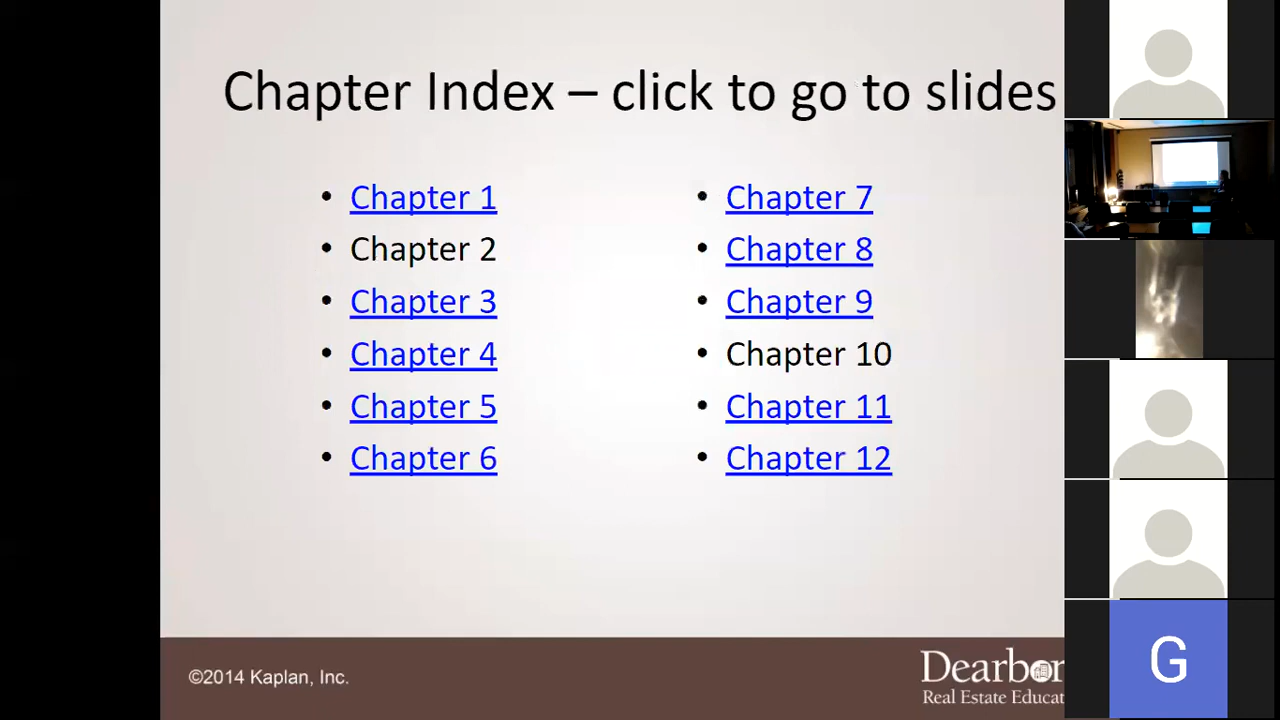 Chapter Index – click to go to slides
• Chapter 1
• Chapter 2
• Chapter 3
• Chapter 4
• Chapter 5
• Chapter 6
• Chapter 7
• Chapter 8
• Chapter 9
• Chapter 10
• Chapter 11
• Chapter 12
©2014 Kaplan, Inc.
Dearbor
Real Estate Educat
G